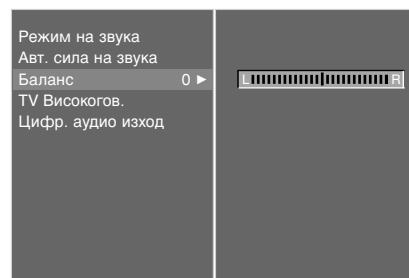 Режим на звука
Авт. сила на звука
Баланс 0 ►
L R
TV Високогов.
Цифр. аудио изход